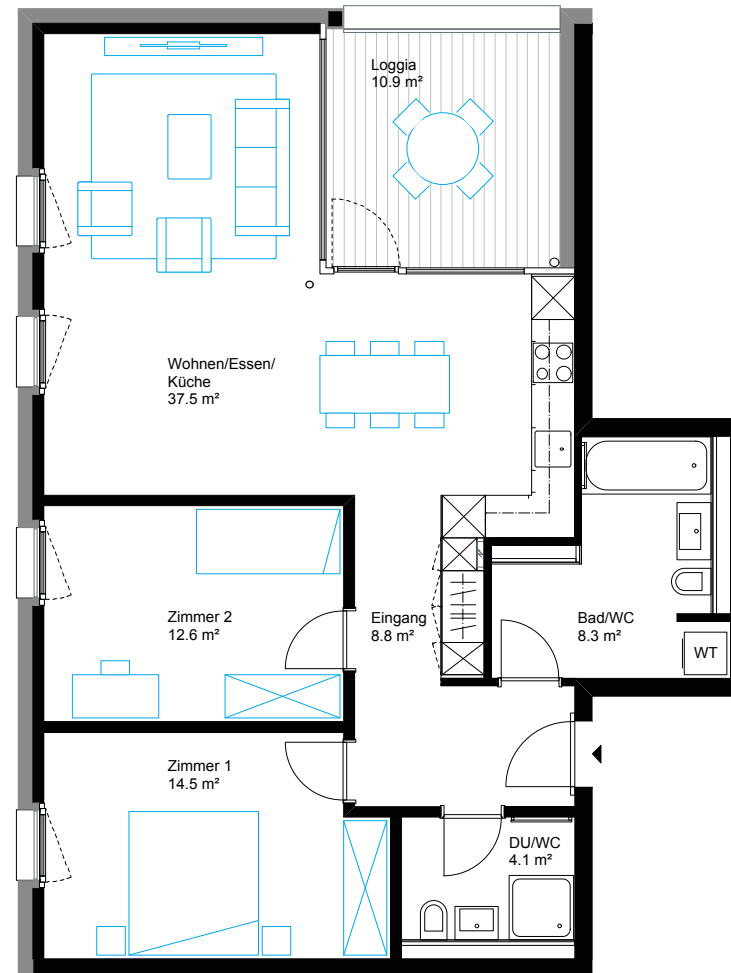 Loggia
10.9 m²
Wohnen/Essen/
Küche
37.5 m²
Zimmer 2
12.6 m²
Eingang
8.8 m²
Bad/WC
8.3 m²
WT
Zimmer 1
14.5 m²
DU/WC
4.1 m²